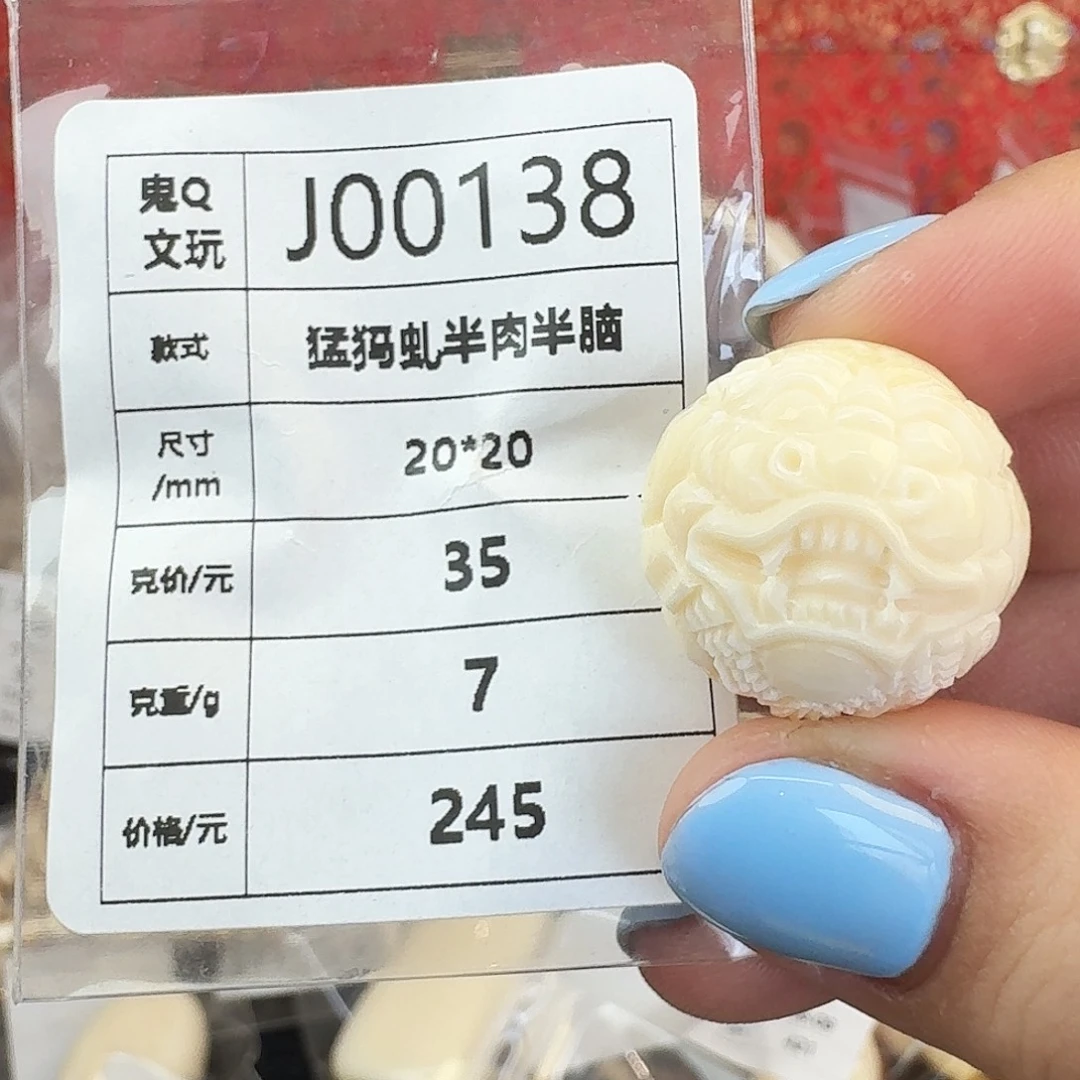 鬼Q
文玩
J00138
款式
猛犸虬半肉半脑
尺寸
/mm
20*20
克价/元
35
克重/g
7
价格/元
245